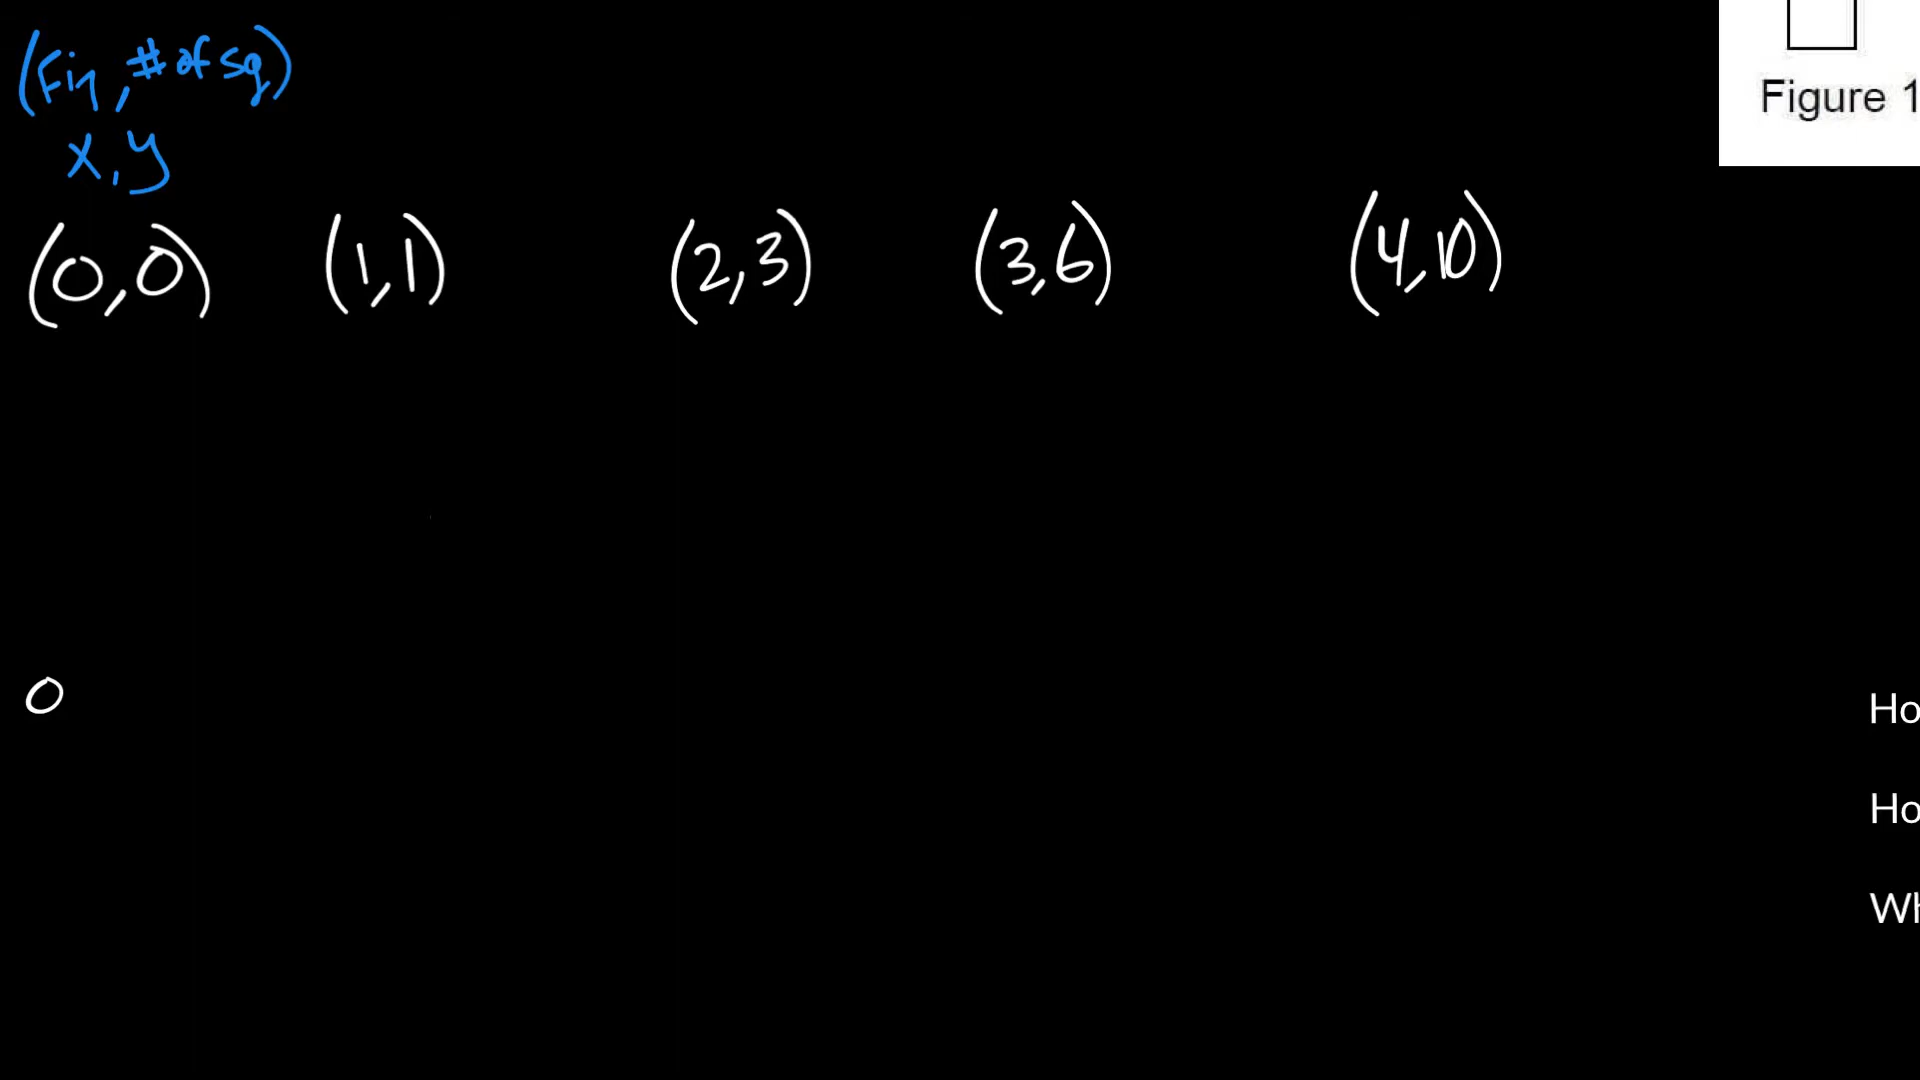 (Fig, # of sq)
x, y
(0,0) (1,1) (2,3) (3,6) (4,10)
0
Figure 1
Ho
Ho
Wh